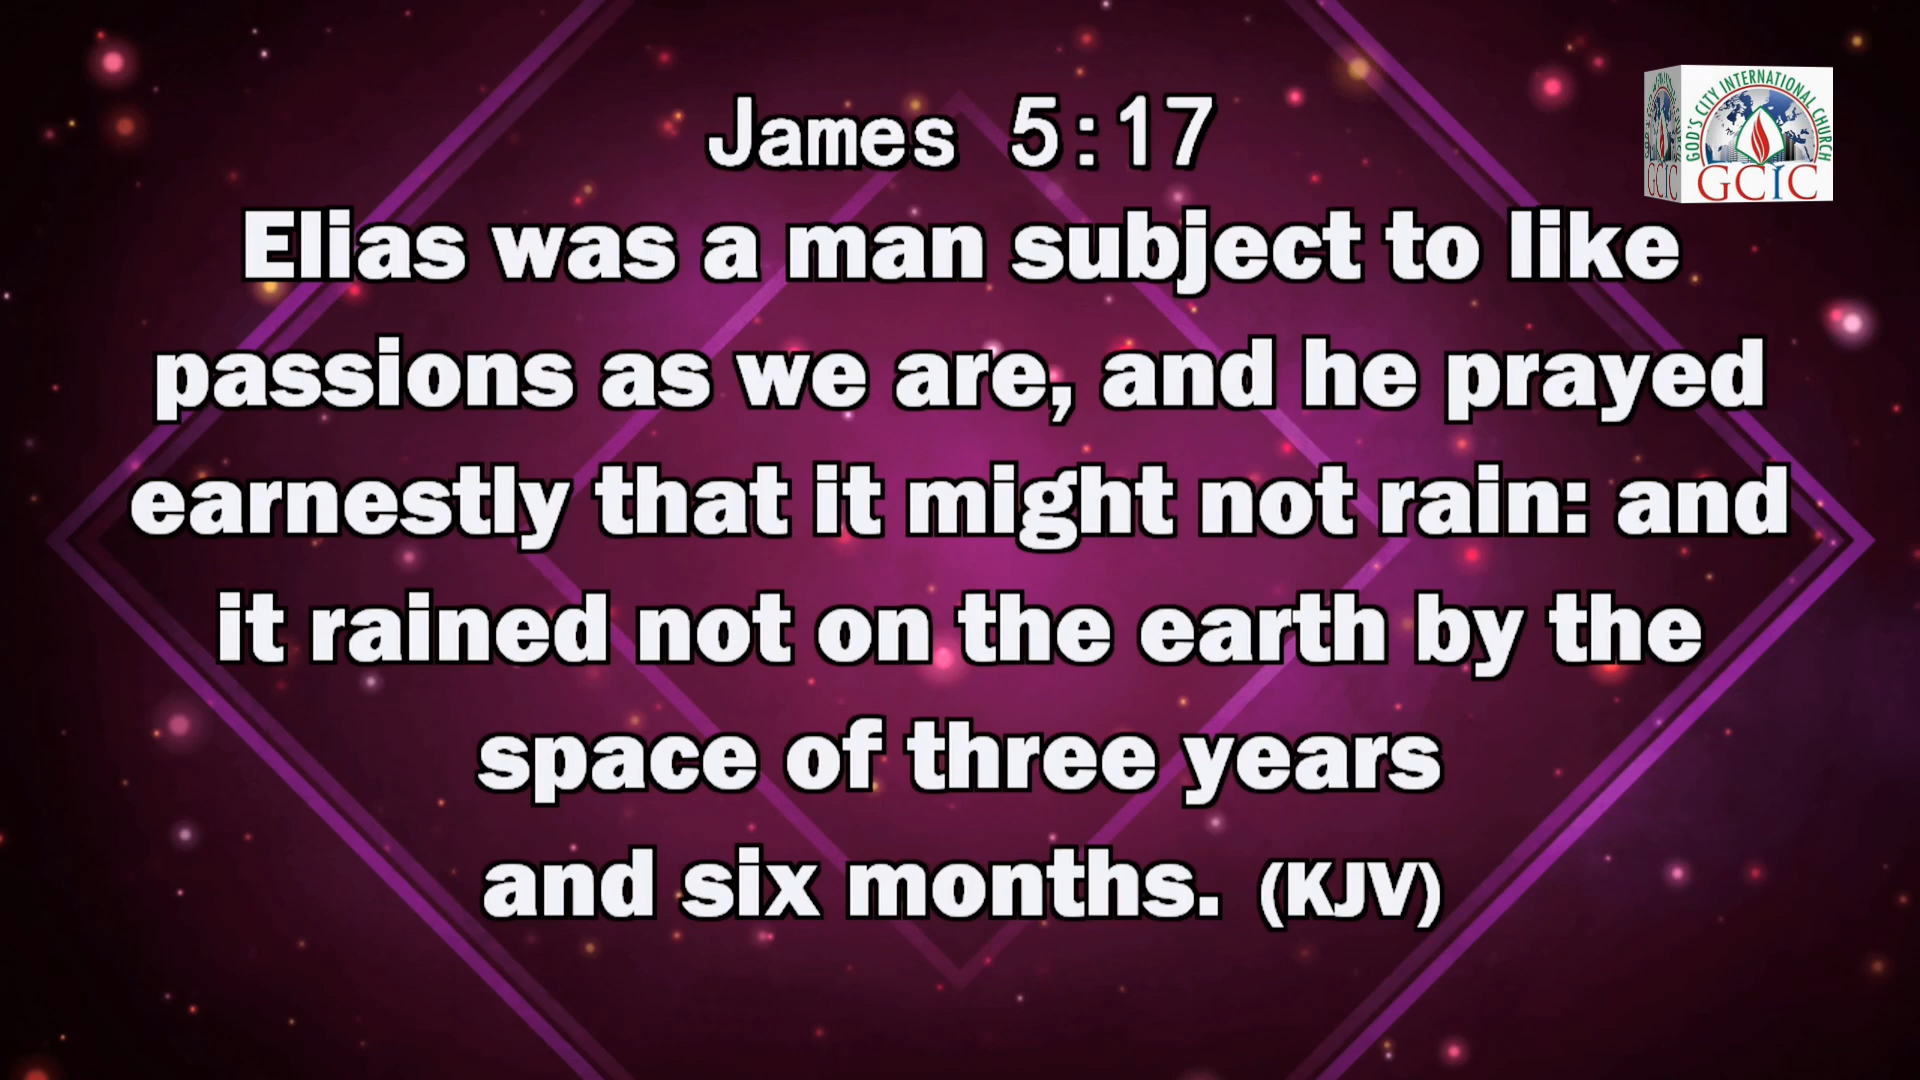 James 5:17
Elias was a man subject to like
passions as we are, and he prayed
earnestly that it might not rain: and
it rained not on the earth by the
space of three years
and six months. (KJV)
GOD'S CITY INTERNATIONAL CHURCH
GCIC
GCIC